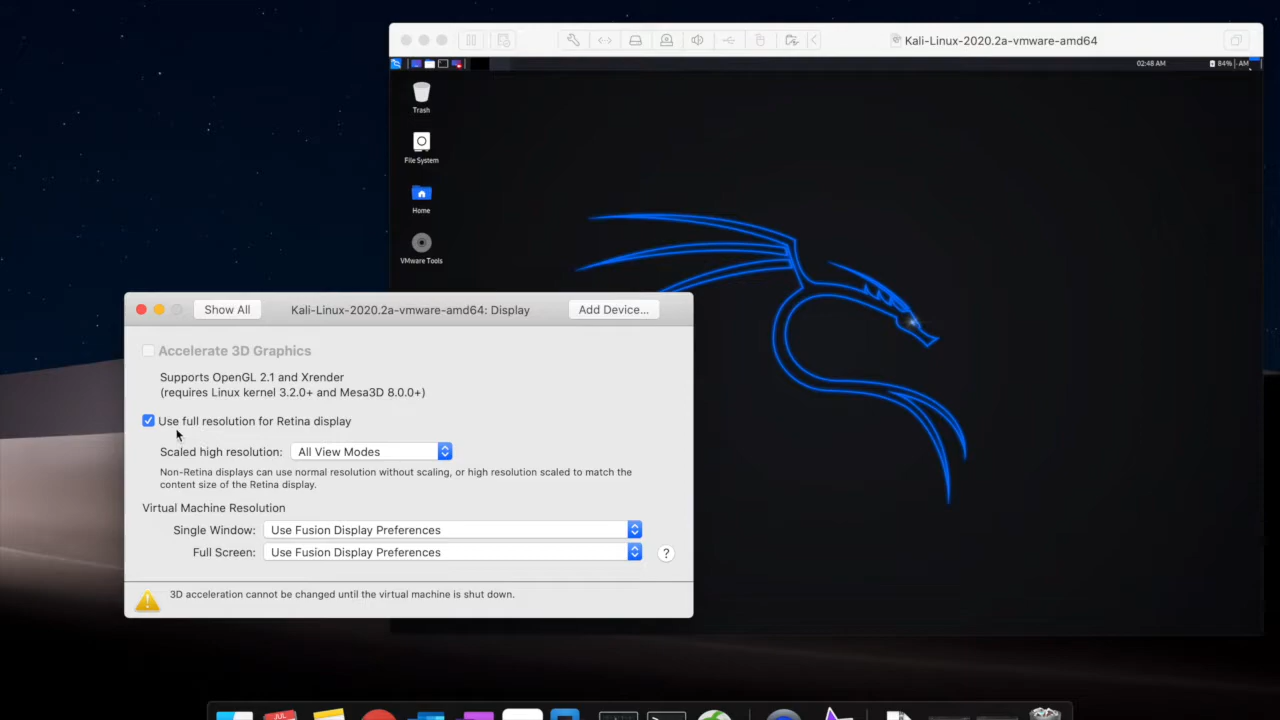 Kali-Linux-2020.2a-vmware-amd64
02:48 AM
84%
AM
Trash
File System
Home
VMware Tools
Show All
Kali-Linux-2020.2a-vmware-amd64: Display
Add Device...
Accelerate 3D Graphics
Supports OpenGL 2.1 and Xrender
(requires Linux kernel 3.2.0+ and Mesa3D 8.0.0+)
Use full resolution for Retina display
Scaled high resolution: All View Modes
Non-Retina displays can use normal resolution without scaling, or high resolution scaled to match the
content size of the Retina display.
Virtual Machine Resolution
Single Window: Use Fusion Display Preferences
Full Screen: Use Fusion Display Preferences
?
3D acceleration cannot be changed until the virtual machine is shut down.
JUL